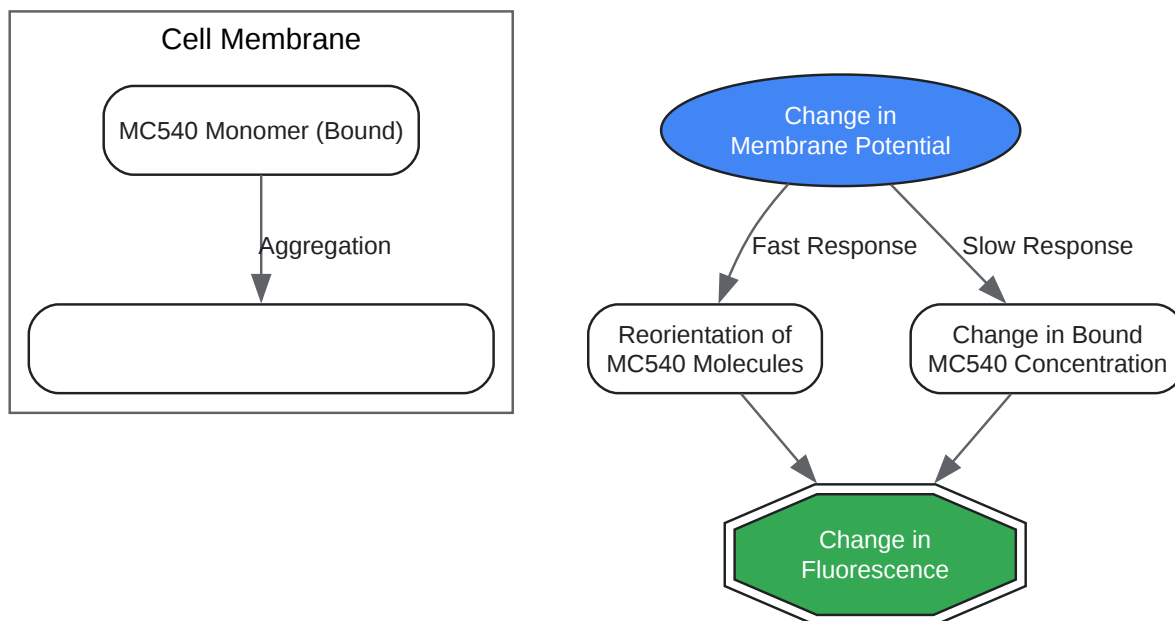 Cell Membrane
MC540 Monomer (Bound)
Aggregation
Change in
Membrane Potential
Fast Response
Slow Response
Reorientation of
MC540 Molecules
Change in Bound
MC540 Concentration
Change in
Fluorescence